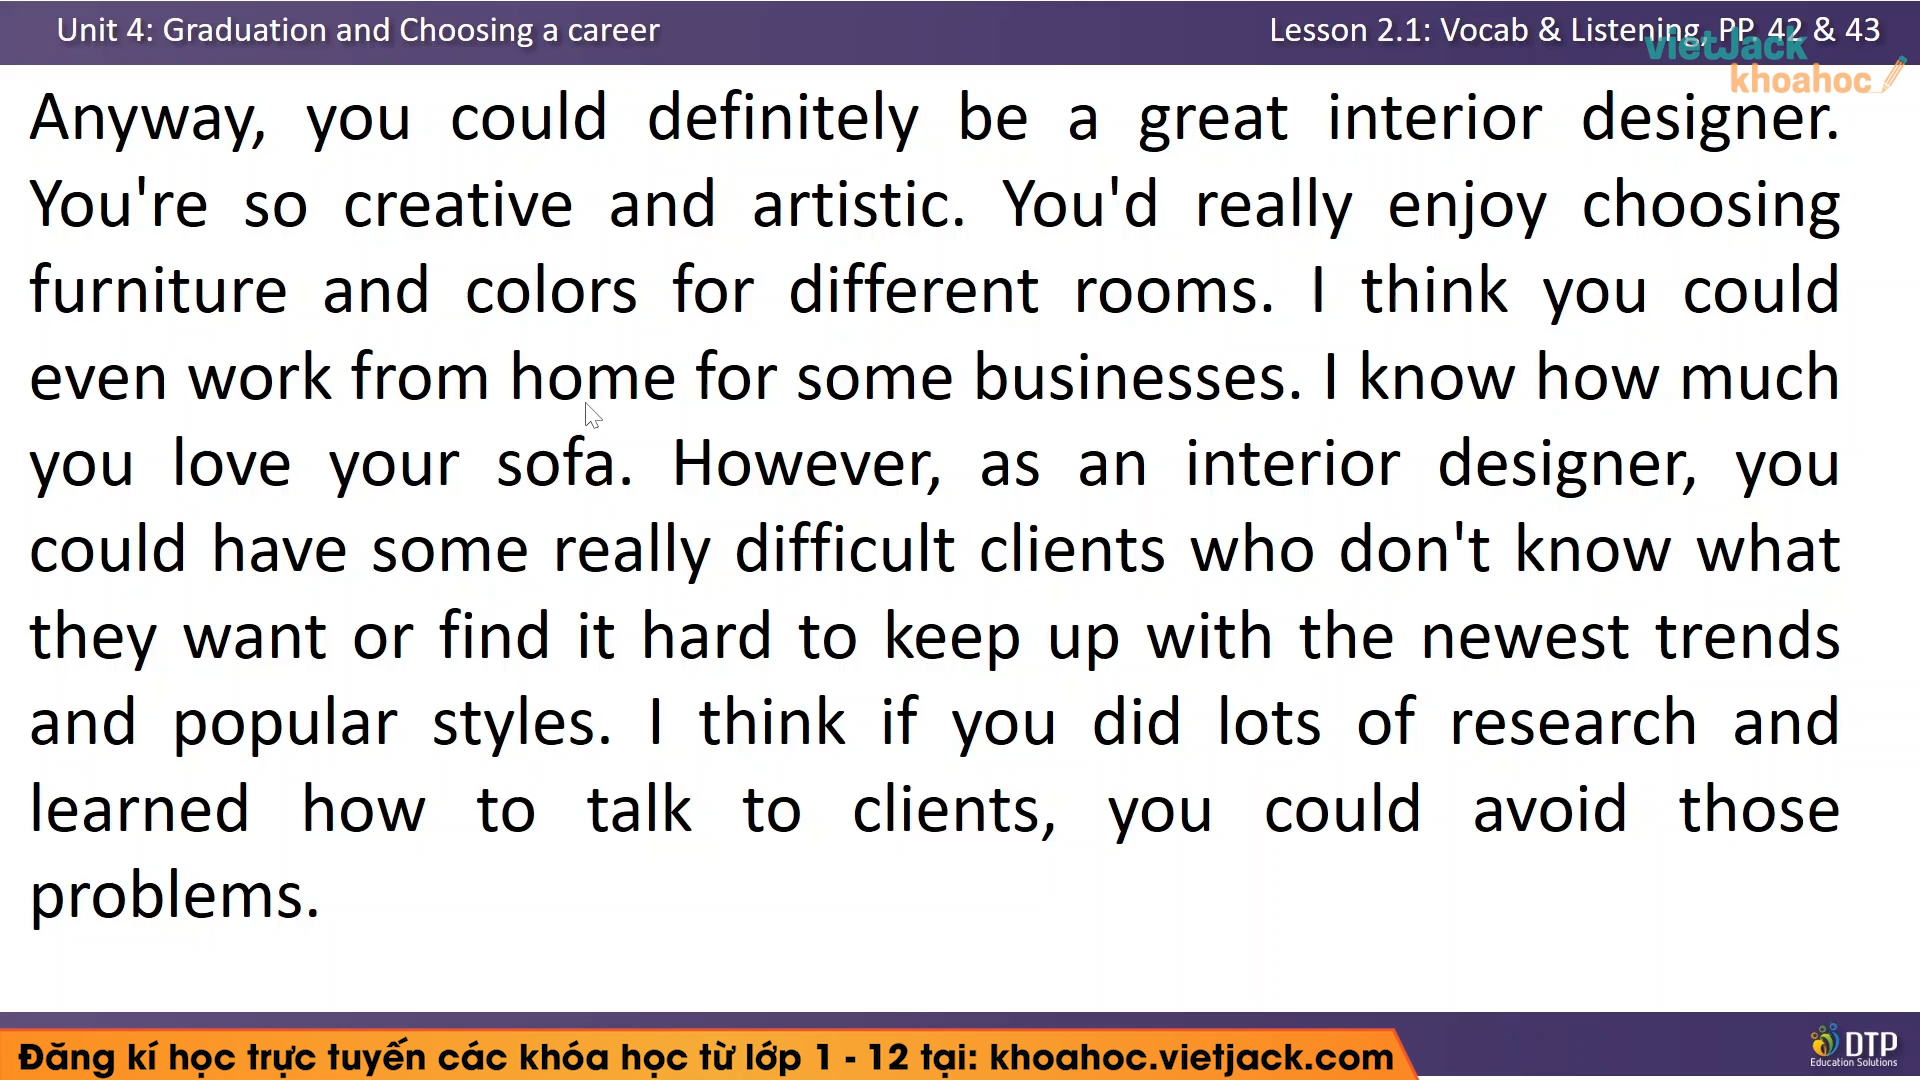 Unit 4: Graduation and Choosing a career
Lesson 2.1: Vocab & Listening, PP. 42 & 43
vietJack
khoahoc
Anyway, you could definitely be a great interior designer.
You're so creative and artistic. You'd really enjoy choosing
furniture and colors for different rooms. I think you could
even work from home for some businesses. I know how much
you love your sofa. However, as an interior designer, you
could have some really difficult clients who don't know what
they want or find it hard to keep up with the newest trends
and popular styles. I think if you did lots of research and
learned how to talk to clients, you could avoid those
problems.
Đăng kí học trực tuyến các khóa học từ lớp 1 - 12 tại: khoahoc.vietjack.com
DTP
Education Solutions